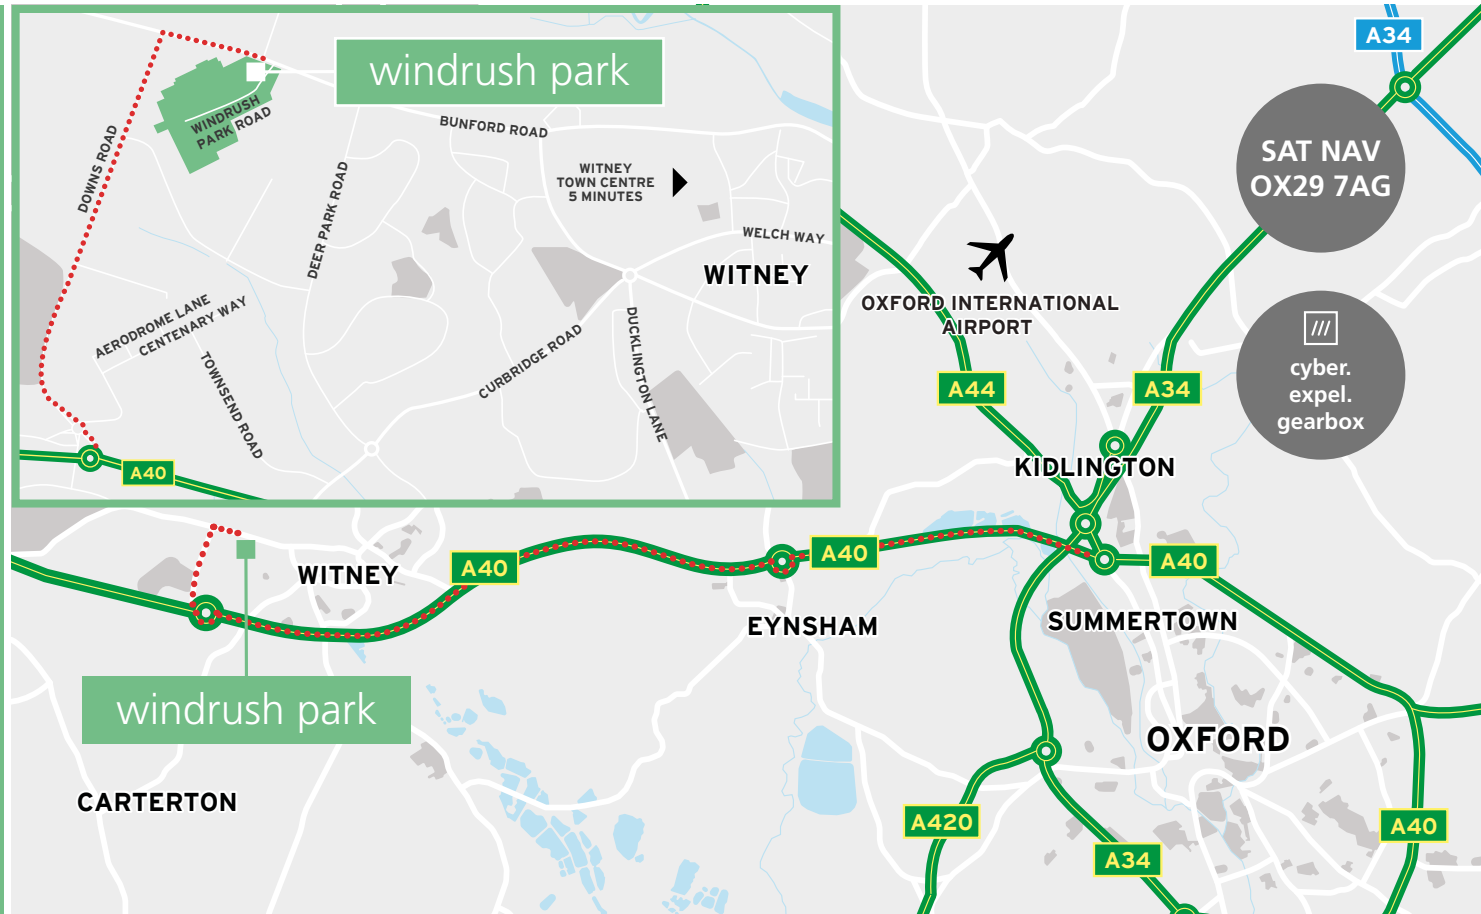 windrush park
WINDRUSH
PARK ROAD
DOWNS ROAD
BUNFORD ROAD
DEER PARK ROAD
WITNEY
TOWN CENTRE
5 MINUTES
WELCH WAY
WITNEY
AERODROME LANE
CENTENARY WAY
TOWNSEND ROAD
CURBRIDGE ROAD
DUCKLINGTON LANE
A40
A34
SAT NAV
OX29 7AG
OXFORD INTERNATIONAL
AIRPORT
A44
A34
cyber.
expel.
gearbox
KIDLINGTON
WITNEY
A40
A40
A40
EYNSHAM
SUMMERTOWN
windrush park
OXFORD
CARTERTON
A420
A34
A40